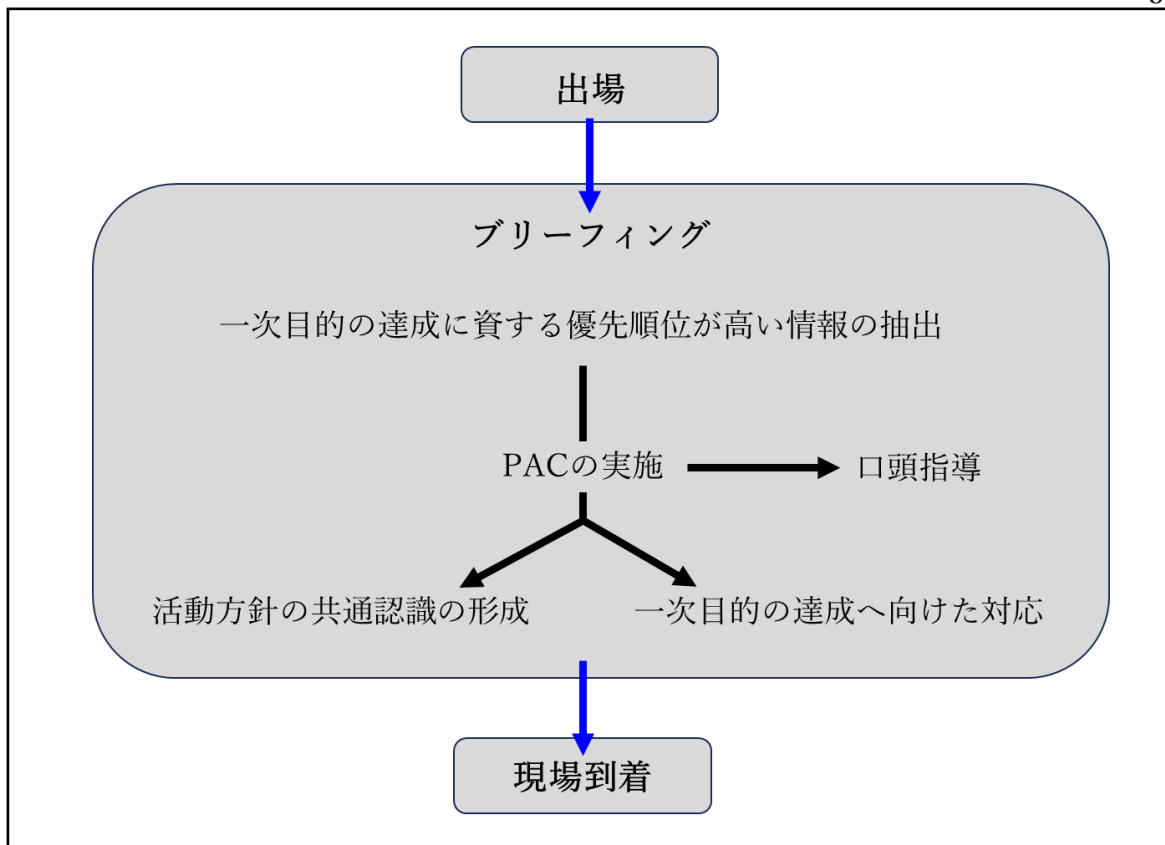 出場
ブリーフィング
一次目的の達成に資する優先順位が高い情報の抽出
PACの実施
口頭指導
活動方針の共通認識の形成
一次目的の達成へ向けた対応
現場到着